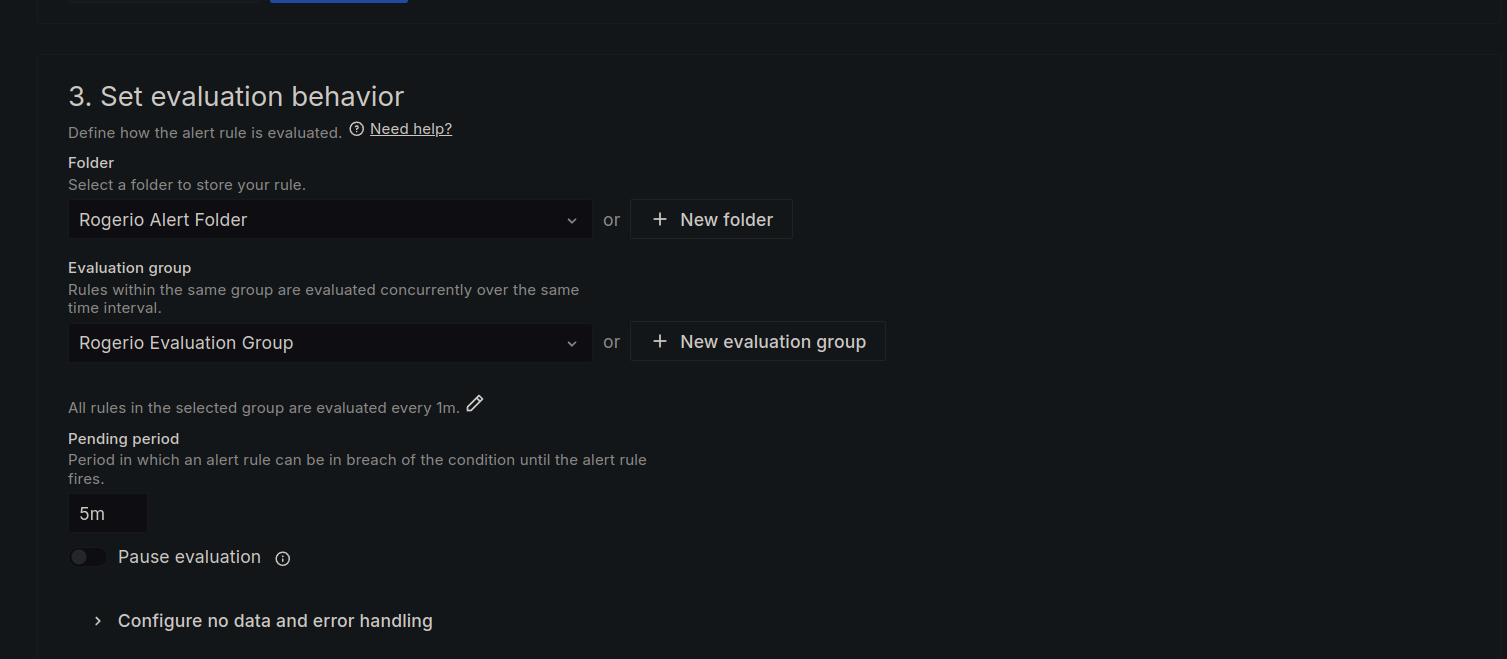 3. Set evaluation behavior
Define how the alert rule is evaluated. Need help?
Folder
Select a folder to store your rule.
Rogerio Alert Folder or + New folder
Evaluation group
Rules within the same group are evaluated concurrently over the same
time interval.
Rogerio Evaluation Group or + New evaluation group
All rules in the selected group are evaluated every 1m.
Pending period
Period in which an alert rule can be in breach of the condition until the alert rule
fires.
5m
Pause evaluation
Configure no data and error handling